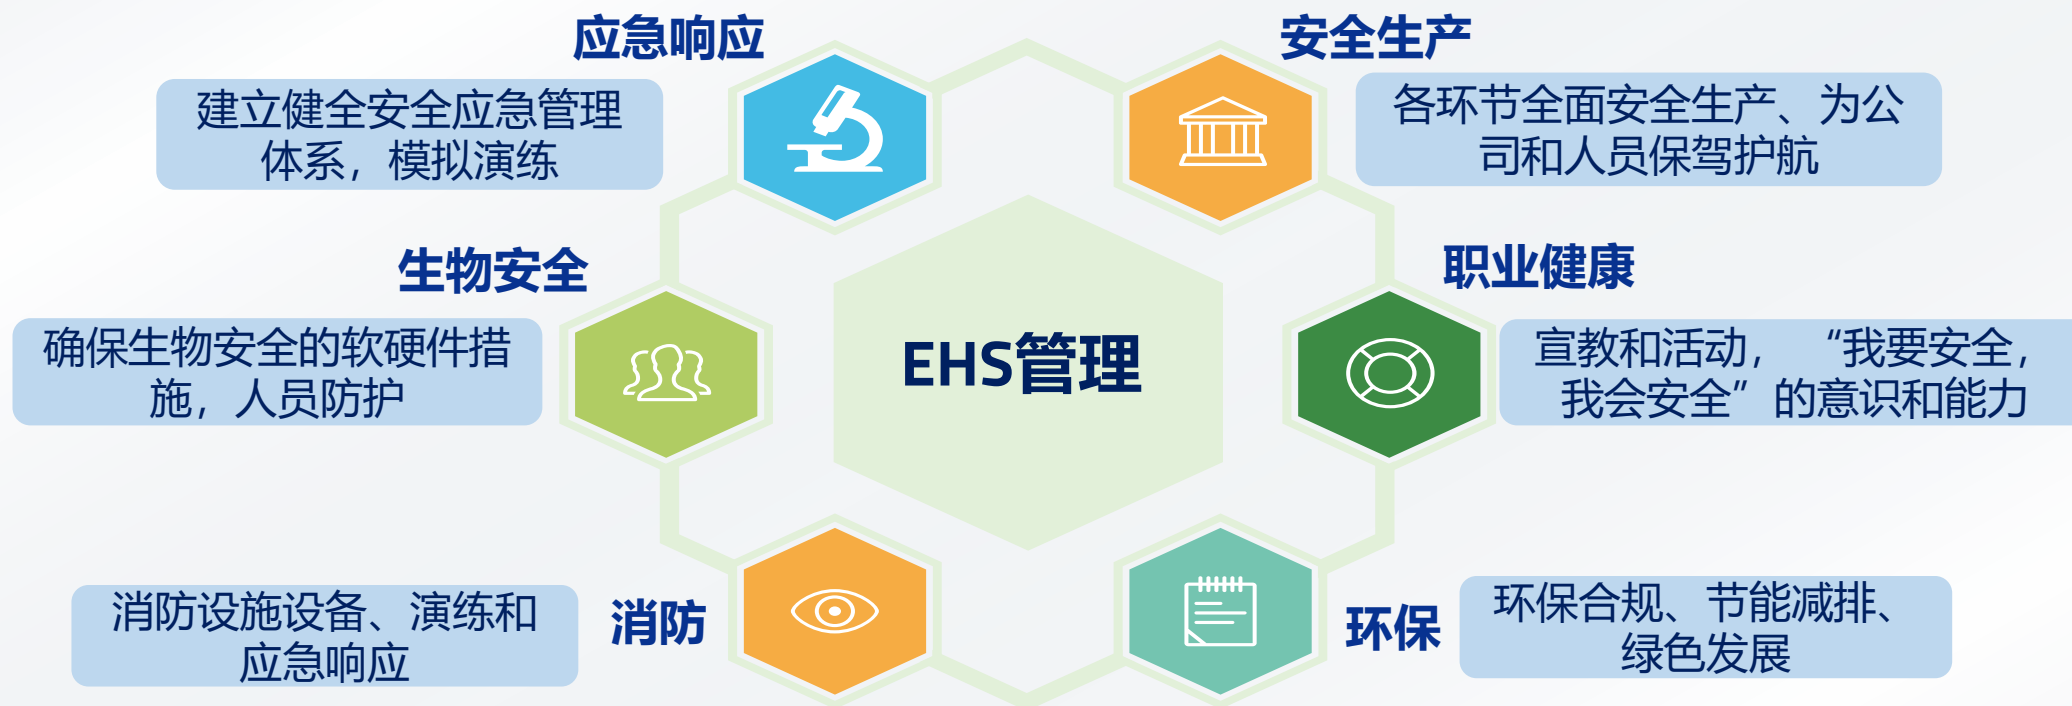 应急响应
建立健全安全应急管理
体系，模拟演练
安全生产
各环节全面安全生产、为公
司和人员保驾护航
生物安全
确保生物安全的软硬件措
施，人员防护
EHS管理
职业健康
宣教和活动， “我要安全，
我会安全”的意识和能力
消防
消防设施设备、演练和
应急响应
环保
环保合规、节能减排、
绿色发展